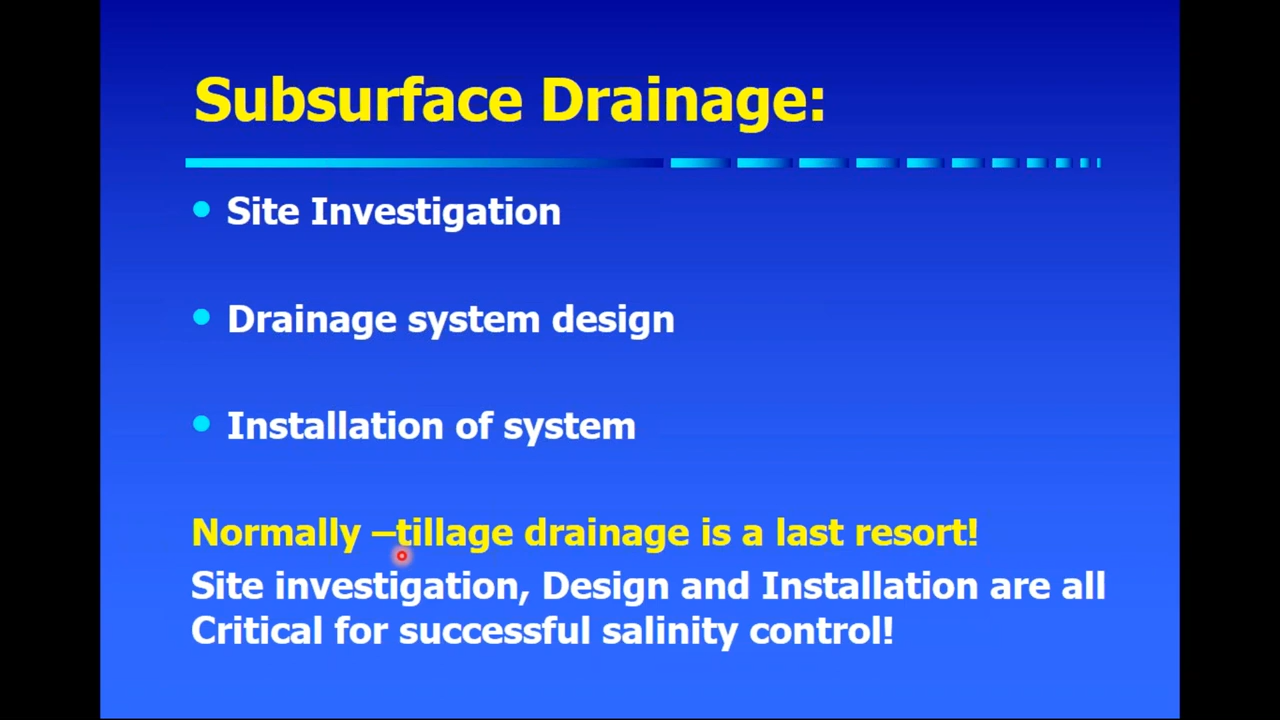 Subsurface Drainage:
Site Investigation
Drainage system design
Installation of system
Normally –tillage drainage is a last resort!
Site investigation, Design and Installation are all
Critical for successful salinity control!